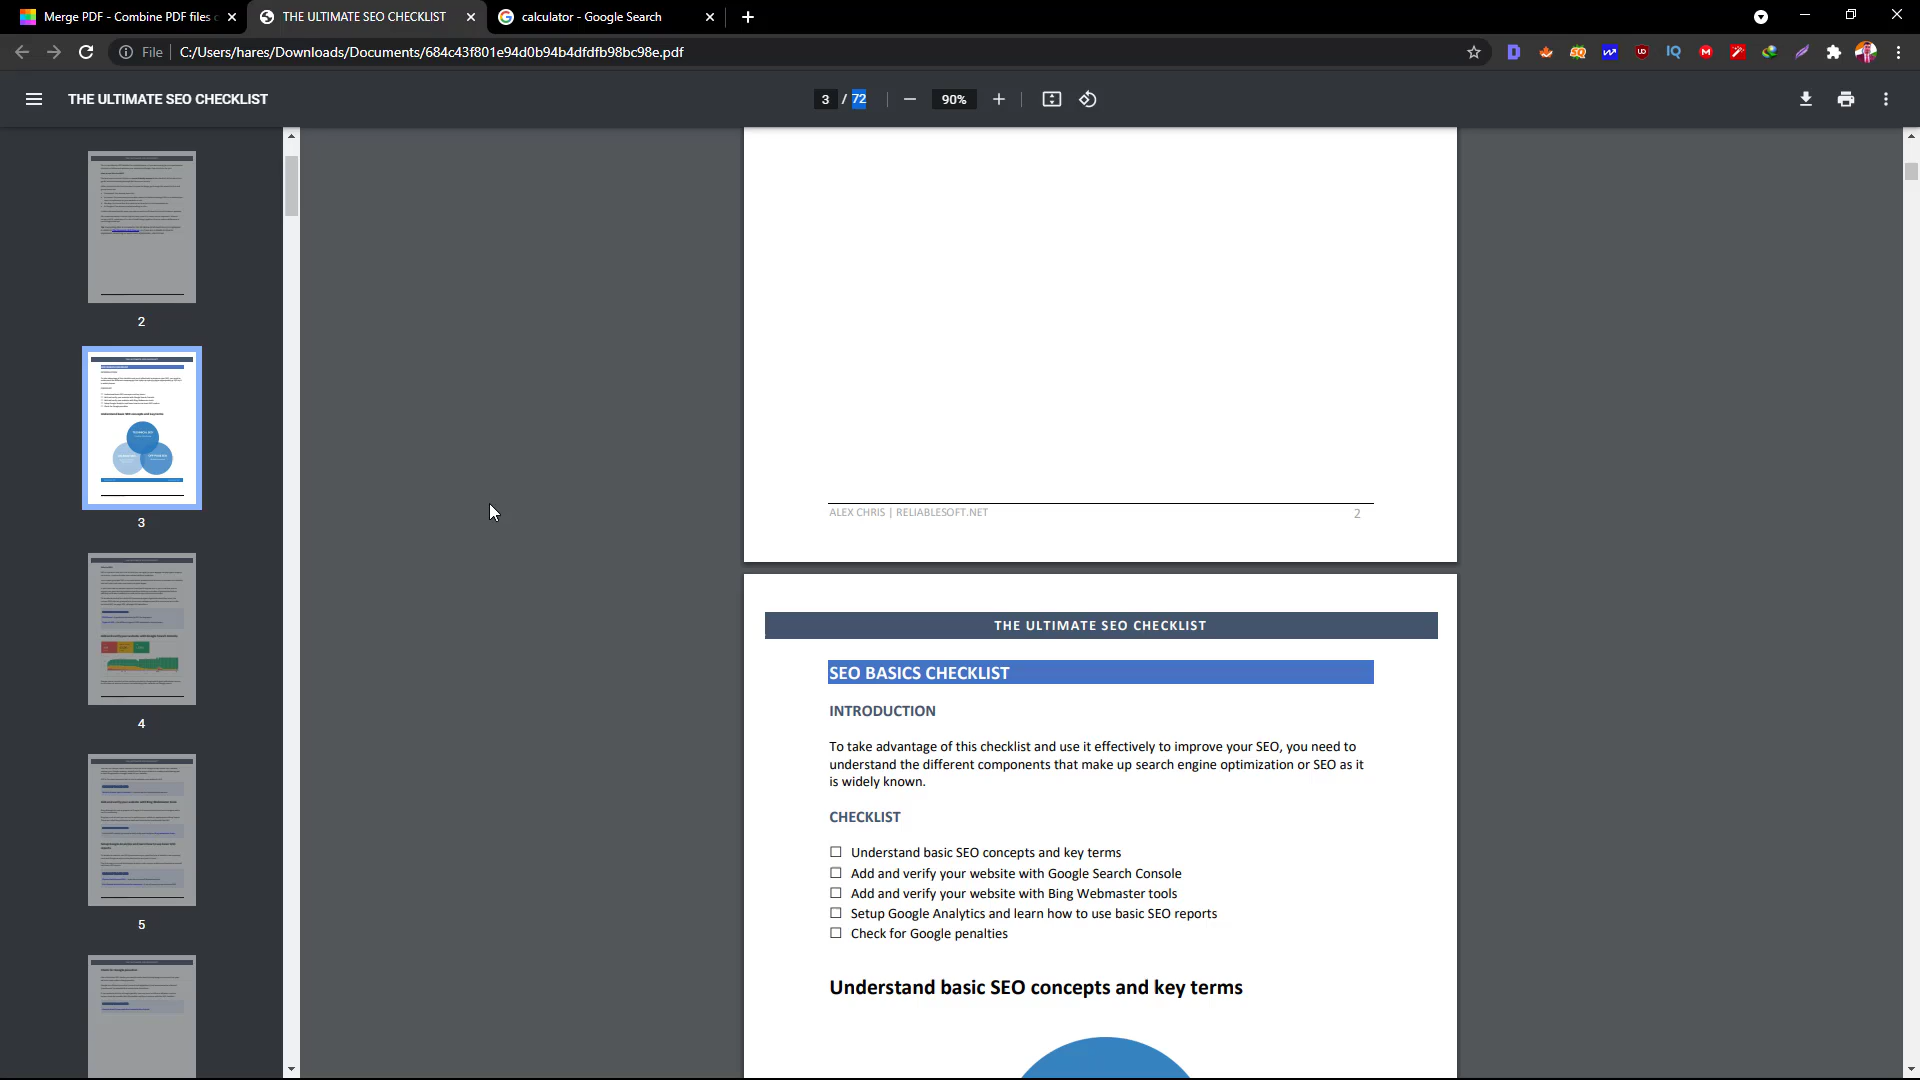 Merge PDF - Combine PDF files
THE ULTIMATE SEO CHECKLIST
calculator - Google Search
File
C:/Users/hares/Downloads/Documents/684c43f801e94d0b94b4dfdfb98bc98e.pdf
THE ULTIMATE SEO CHECKLIST
3 / 72
90%
2
3
4
5
ALEX CHRIS | RELIABLESOFT.NET
2
THE ULTIMATE SEO CHECKLIST
SEO BASICS CHECKLIST
INTRODUCTION
To take advantage of this checklist and use it effectively to improve your SEO, you need to
understand the different components that make up search engine optimization or SEO as it
is widely known.
CHECKLIST
☐ Understand basic SEO concepts and key terms
☐ Add and verify your website with Google Search Console
☐ Add and verify your website with Bing Webmaster tools
☐ Setup Google Analytics and learn how to use basic SEO reports
☐ Check for Google penalties
Understand basic SEO concepts and key terms